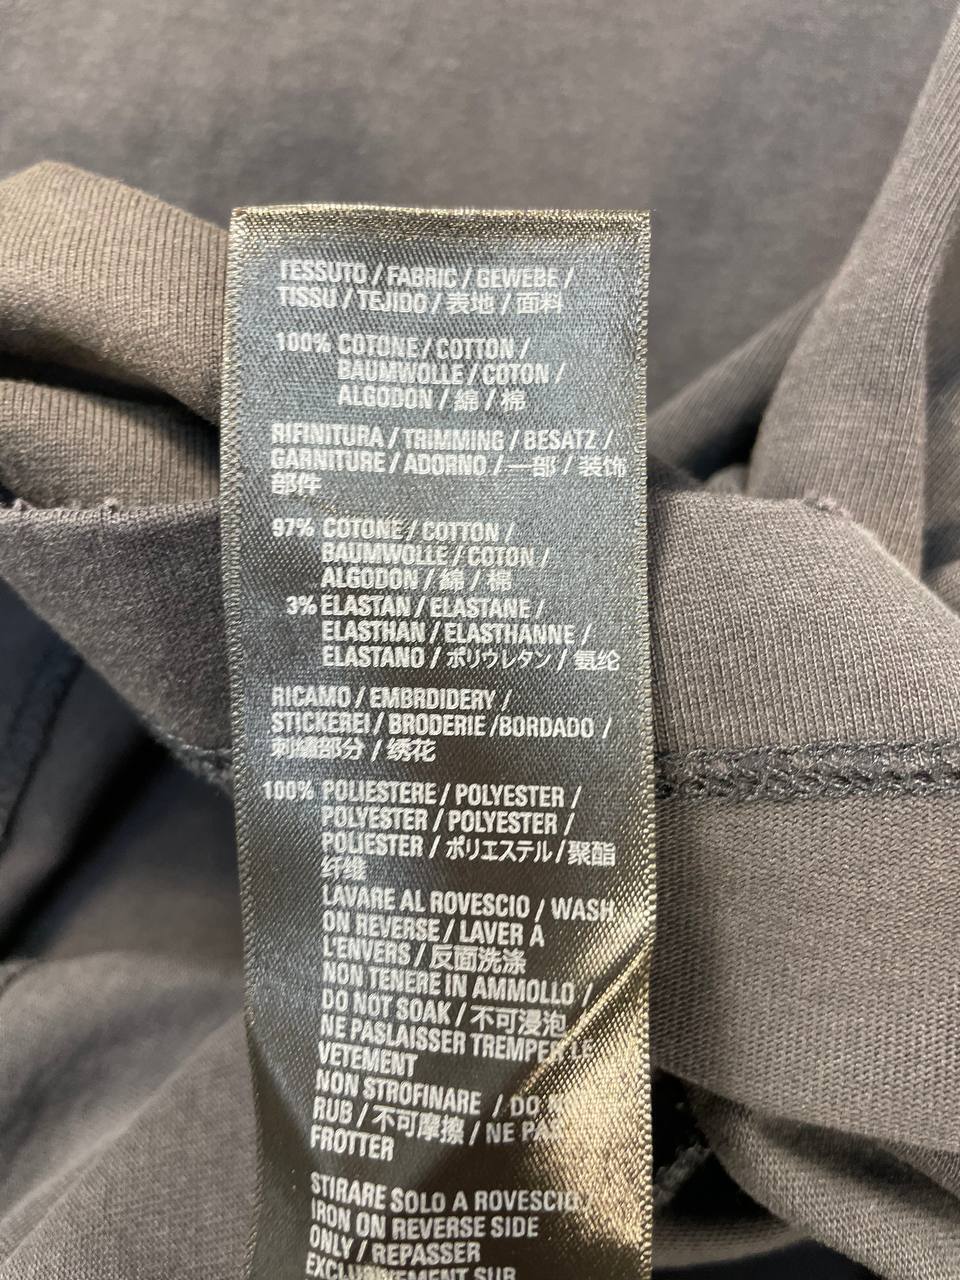 TESSUTO / FABRIC / GEWEBE /
TISSU / TEJIDO / 表地 / 面料
100% COTONE / COTTON /
BAUMWOLLE / COTON /
ALGODON / 綿 / 棉
RIFINITURA / TRIMMING / BESATZ /
GARNITURE / ADORNO / 一部 / 装饰
部件
97% COTONE / COTTON /
BAUMWOLLE / COTON /
ALGODON / 綿 / 棉
3% ELASTAN / ELASTANE /
ELASTHAN / ELASTHANNE /
ELASTANO / ポリウレタン / 氨纶
RICAMO / EMBRDIDERY /
STICKEREI / BRODERIE /BORDADO /
刺繍部分 / 绣花
100% POLIESTERE / POLYESTER /
POLYESTER / POLYESTER /
POLIESTER / ポリエステル / 聚酯
纤维
LAVARE AL ROVESCIO / WASH
ON REVERSE / LAVER A
L'ENVERS / 反面洗涤
NON TENERE IN AMMOLLO /
DO NOT SOAK / 不可浸泡
NE PASLAISSER TREMPER LE
VETEMENT
NON STROFINARE / DO
RUB / 不可摩擦 / NE
FROTTER
STIRARE SOLO A ROVESCIO /
IRON ON REVERSE SIDE
ONLY / REPASSER
EXCLUSIVEMENT SUR